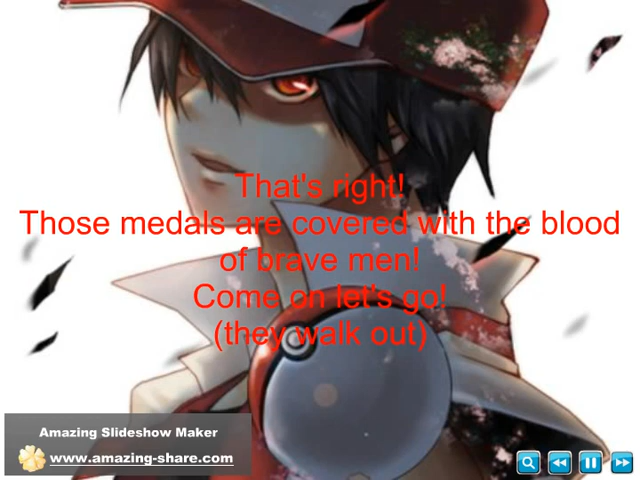 That's right!
Those medals are covered with the blood
of brave men!
Come on let's go!
(they walk out)
Amazing Slideshow Maker
www.amazing-share.com